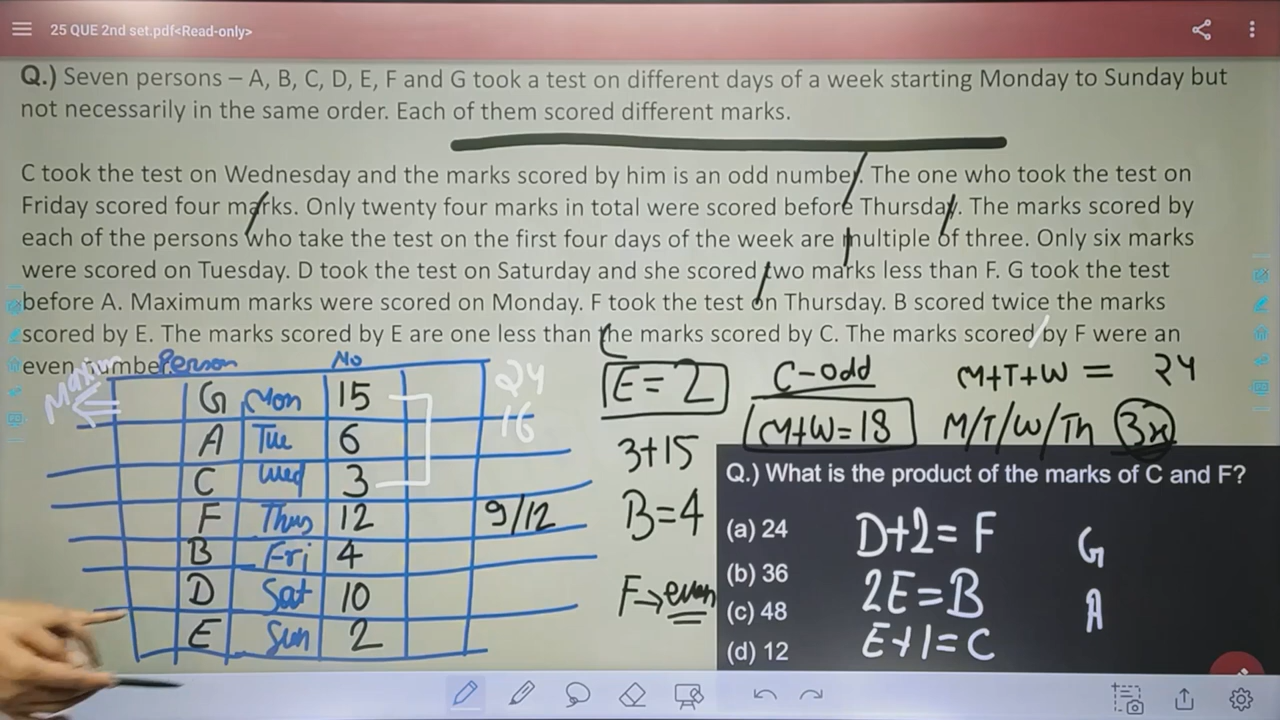 25 QUE 2nd set.pdf<Read-only>
Q.) Seven persons – A, B, C, D, E, F and G took a test on different days of a week starting Monday to Sunday but
not necessarily in the same order. Each of them scored different marks.
C took the test on Wednesday and the marks scored by him is an odd number. The one who took the test on
Friday scored four marks. Only twenty four marks in total were scored before Thursday. The marks scored by
each of the persons who take the test on the first four days of the week are multiple of three. Only six marks
were scored on Tuesday. D took the test on Saturday and she scored two marks less than F. G took the test
before A. Maximum marks were scored on Monday. F took the test on Thursday. B scored twice the marks
scored by E. The marks scored by E are one less than the marks scored by C. The marks scored by F were an
even number
Person No
G Mon 15
A Tue 6
C Wed 3
F Thus 12 9/12
B Fri 4
D Sat 10
E Sun 2
24
16
E = 2
3+15
B=4
F→even
C-odd
M+W=18
M+T+W = 24
M/T/W/Th 3x
Q.) What is the product of the marks of C and F?
(a) 24
(b) 36
(c) 48
(d) 12
D+2=F
2E=B
E+1=C
G
A